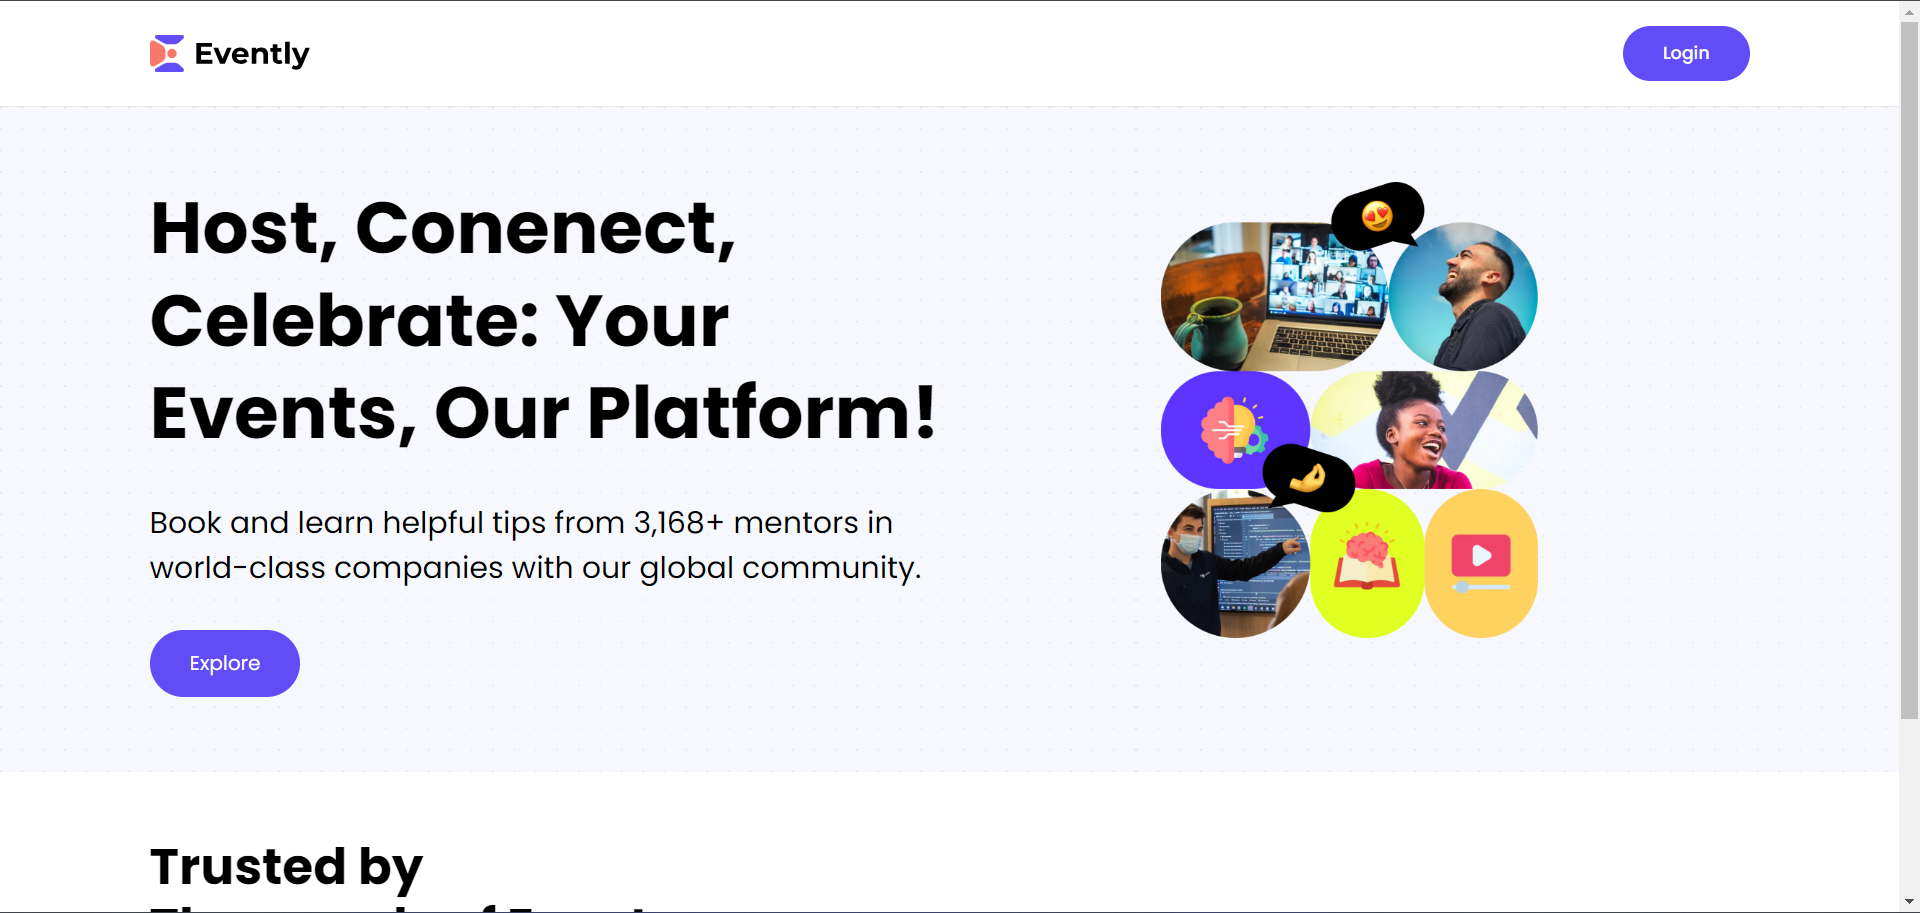 Evently
Login
Host, Conenect,
Celebrate: Your
Events, Our Platform!
Book and learn helpful tips from 3,168+ mentors in
world-class companies with our global community.
Explore
Trusted by